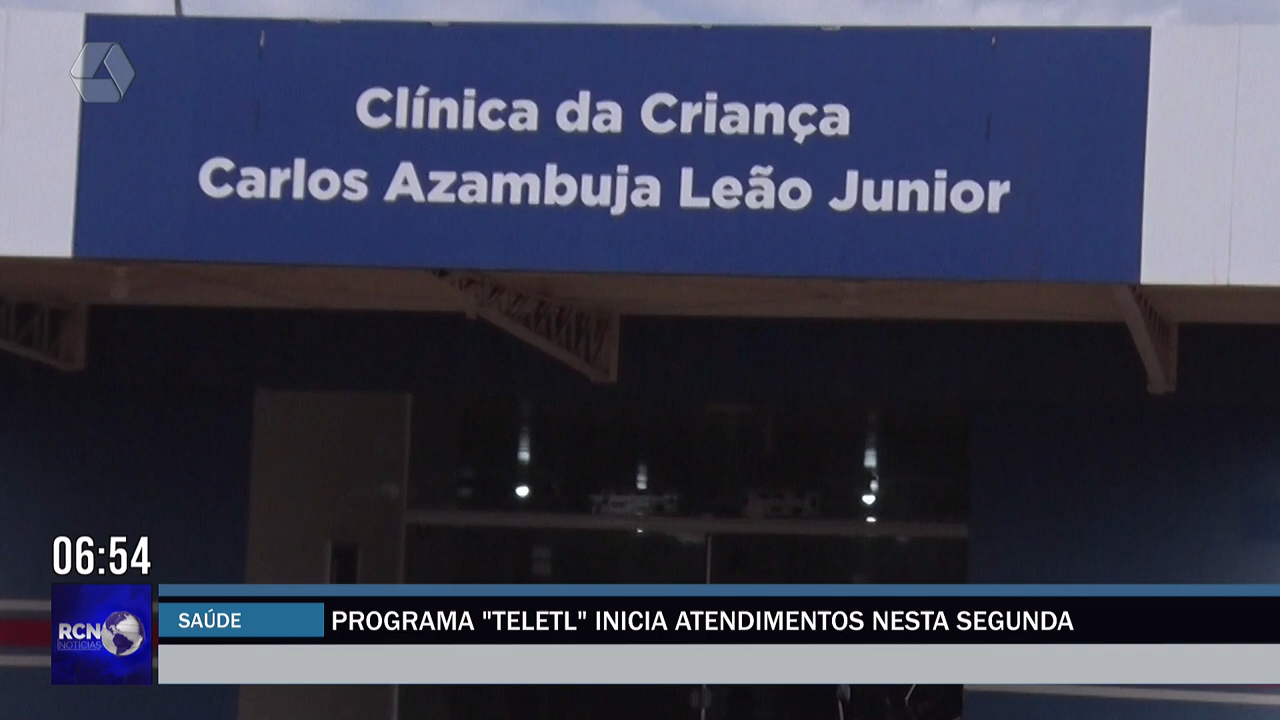 Clínica da Criança
Carlos Azambuja Leão Junior
06:54
RCN
NOTÍCIAS
SAÚDE
PROGRAMA "TELETL" INICIA ATENDIMENTOS NESTA SEGUNDA